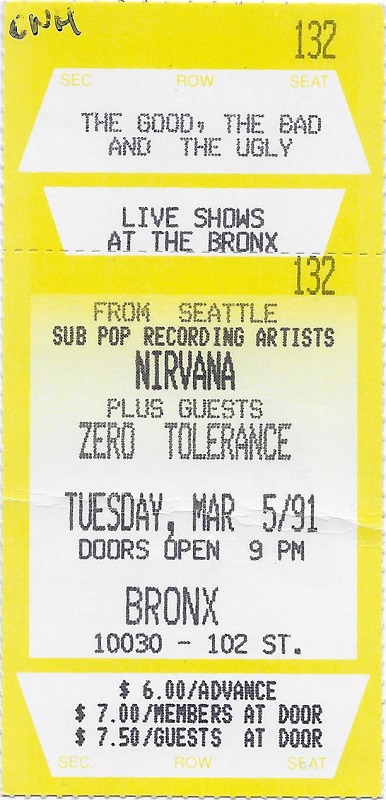 CWH
132
SEC. ROW SEAT
THE GOOD, THE BAD
AND THE UGLY
LIVE SHOWS
AT THE BRONX
132
FROM SEATTLE
SUB POP RECORDING ARTISTS
NIRVANA
PLUS GUESTS
ZERO TOLERANCE
TUESDAY, MAR 5/91
DOORS OPEN 9 PM
BRONX
10030 - 102 ST.
$ 6.00/ADVANCE
$ 7.00/MEMBERS AT DOOR
$ 7.50/GUESTS AT DOOR
SEC. ROW SEAT